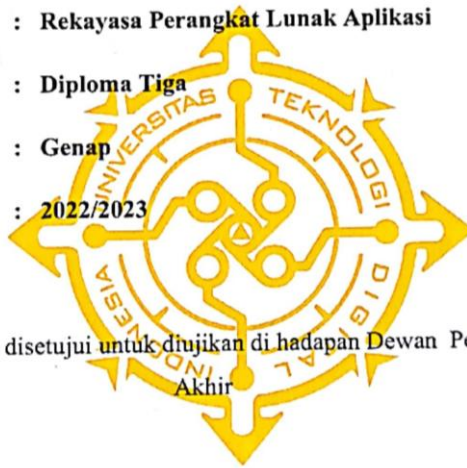 : Rekayasa Perangkat Lunak Aplikasi
: Diploma Tiga
: Genap
: 2022/2023
UNIVERSITAS TEKNOLOGI DIGITAL INDONESIA
disetujui untuk diujikan di hadapan Dewan Pe
Akhir